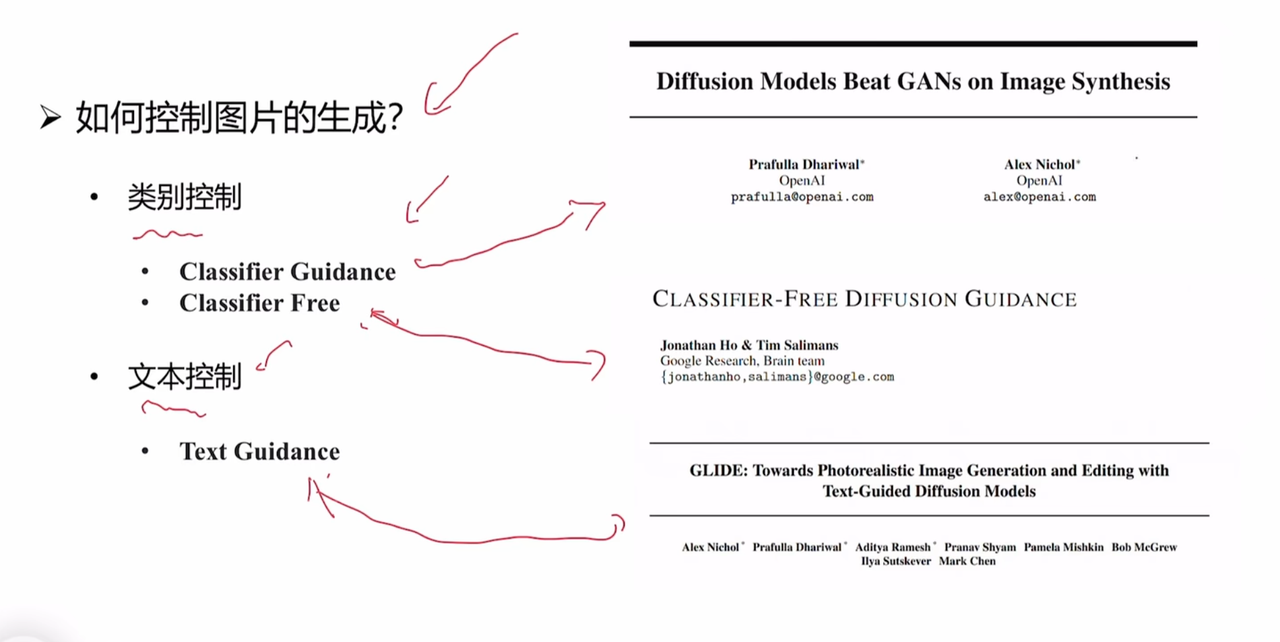 ➢ 如何控制图片的生成?
• 类别控制
• Classifier Guidance
• Classifier Free
• 文本控制
• Text Guidance
Diffusion Models Beat GANs on Image Synthesis
Prafulla Dhariwal* Alex Nichol*
OpenAI OpenAI
prafulla@openai.com alex@openai.com
CLASSIFIER-FREE DIFFUSION GUIDANCE
Jonathan Ho & Tim Salimans
Google Research, Brain team
{jonathanho,salimans}@google.com
GLIDE: Towards Photorealistic Image Generation and Editing with
Text-Guided Diffusion Models
Alex Nichol* Prafulla Dhariwal* Aditya Ramesh* Pranav Shyam Pamela Mishkin Bob McGrew
Ilya Sutskever Mark Chen